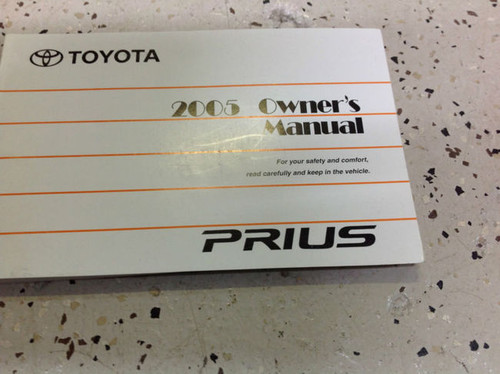 TOYOTA
2005 Owner's
Manual
For your safety and comfort,
read carefully and keep in the vehicle.
PRIUS